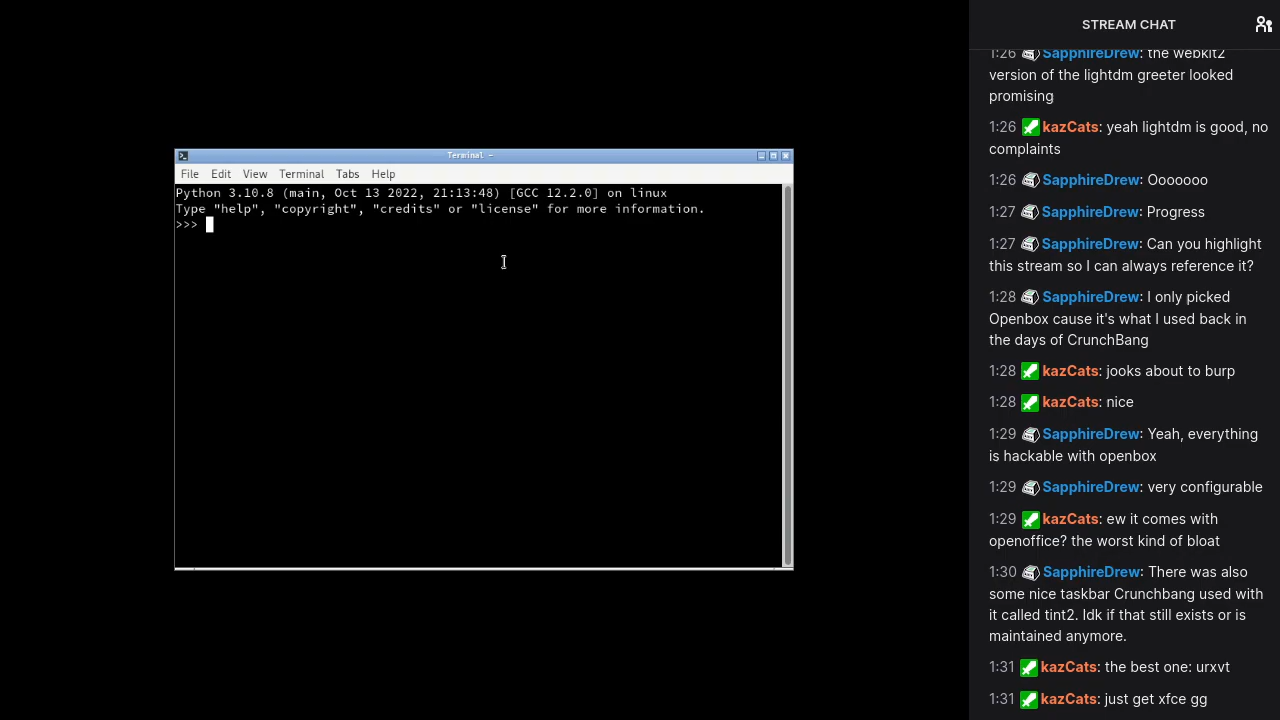 Terminal -
File Edit View Terminal Tabs Help
Python 3.10.8 (main, Oct 13 2022, 21:13:48) [GCC 12.2.0] on linux
Type "help", "copyright", "credits" or "license" for more information.
>>>
STREAM CHAT
1:26 SapphireDrew: the webkit2
version of the lightdm greeter looked
promising
1:26 kazCats: yeah lightdm is good, no
complaints
1:26 SapphireDrew: Ooooooo
1:27 SapphireDrew: Progress
1:27 SapphireDrew: Can you highlight
this stream so I can always reference it?
1:28 SapphireDrew: I only picked
Openbox cause it's what I used back in
the days of CrunchBang
1:28 kazCats: jooks about to burp
1:28 kazCats: nice
1:29 SapphireDrew: Yeah, everything
is hackable with openbox
1:29 SapphireDrew: very configurable
1:29 kazCats: ew it comes with
openoffice? the worst kind of bloat
1:30 SapphireDrew: There was also
some nice taskbar Crunchbang used with
it called tint2. Idk if that still exists or is
maintained anymore.
1:31 kazCats: the best one: urxvt
1:31 kazCats: just get xfce gg